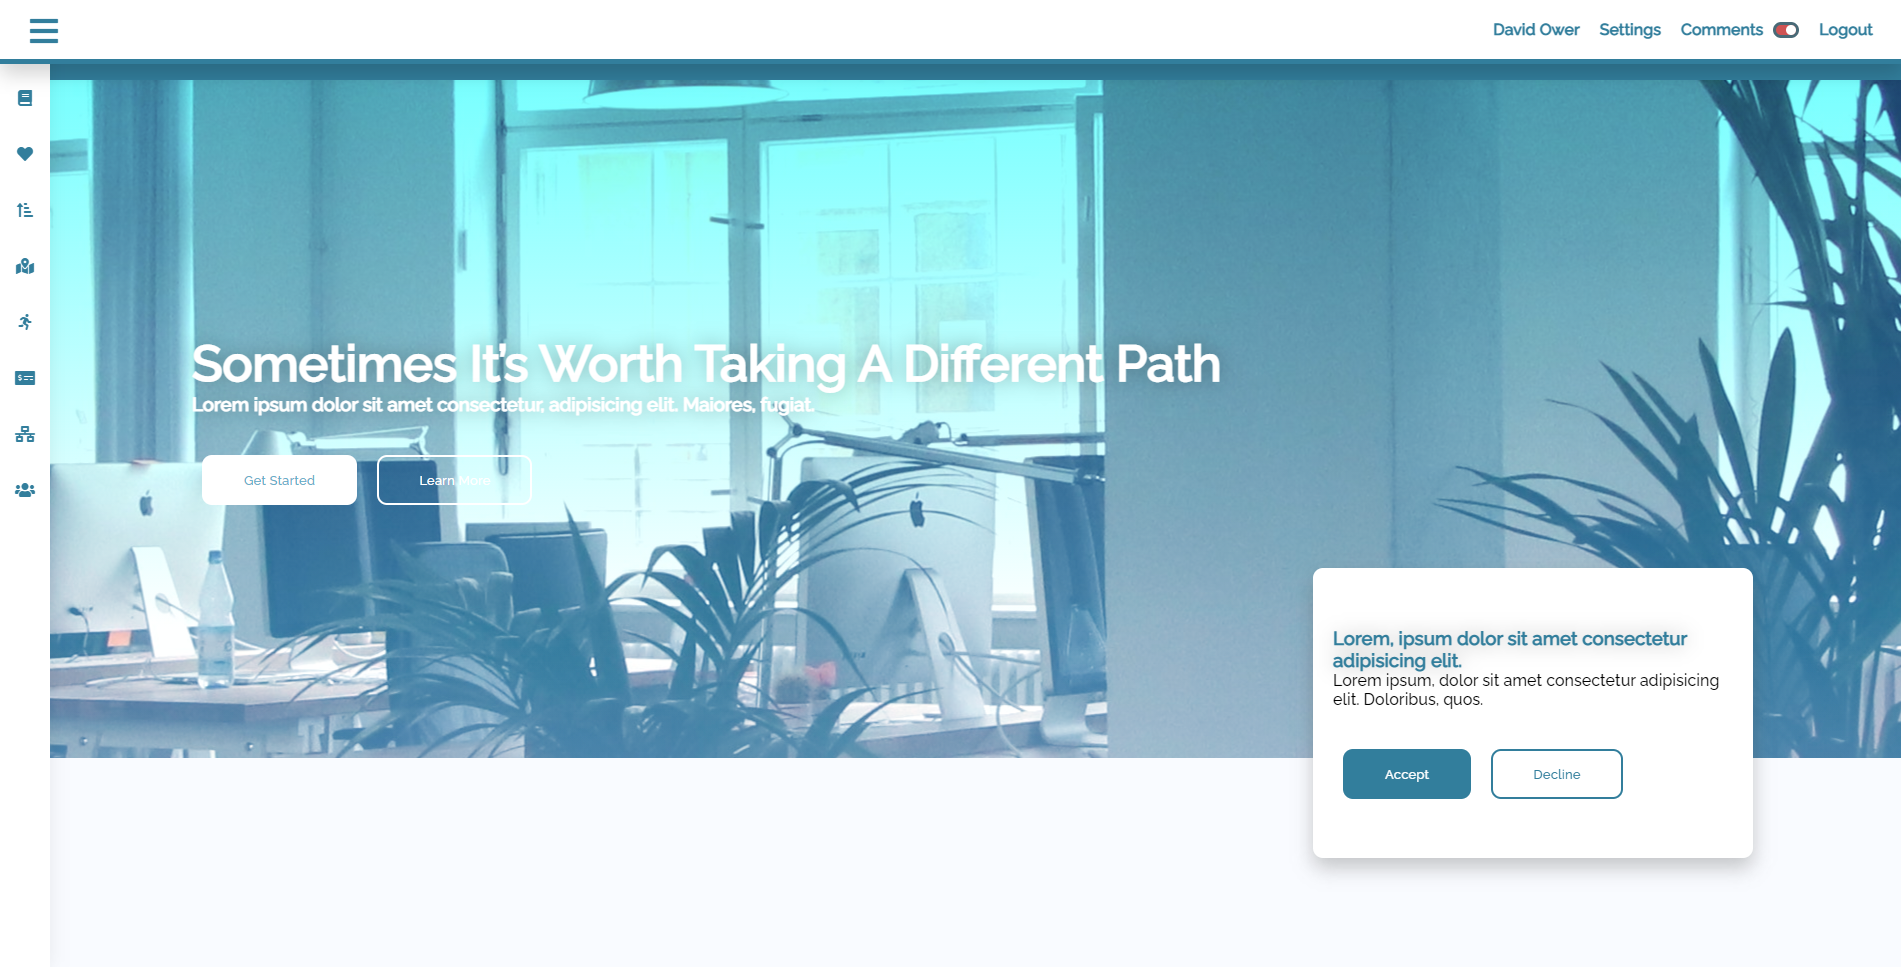 David Ower Settings Comments Logout
Sometimes It's Worth Taking A Different Path
Lorem ipsum dolor sit amet consectetur, adipisicing elit. Maiores, fugiat.
Get Started Learn More
Lorem, ipsum dolor sit amet consectetur
adipisicing elit.
Lorem ipsum, dolor sit amet consectetur adipisicing
elit. Doloribus, quos.
Accept Decline